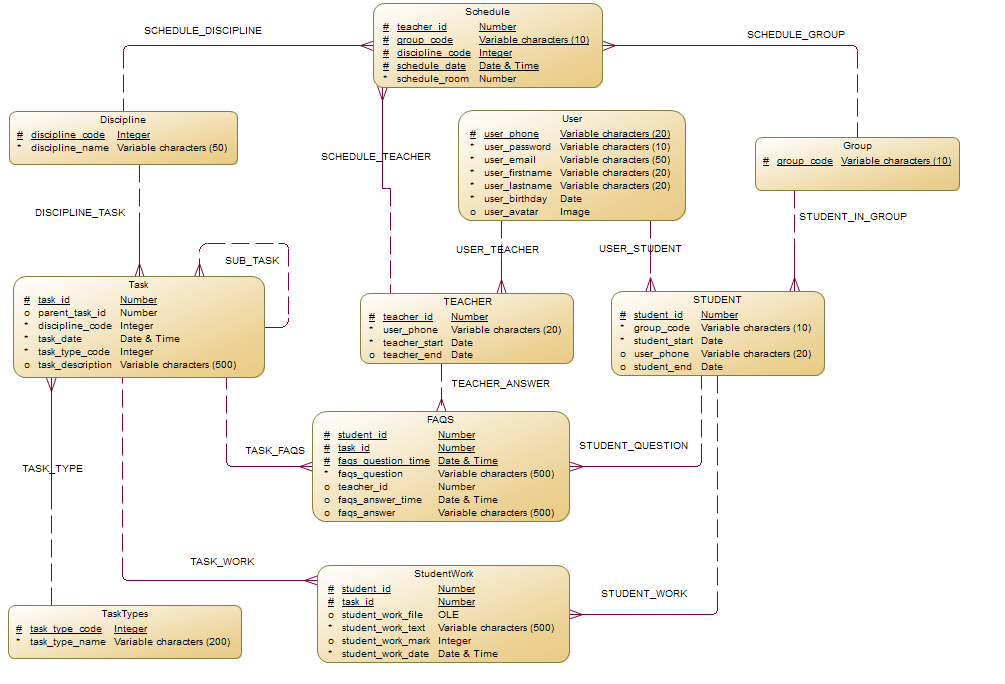 Schedule
# teacher_id Number
# group_code Variable characters (10)
# discipline_code Integer
# schedule_date Date & Time
* schedule_room Number
SCHEDULE_DISCIPLINE
SCHEDULE_GROUP
Discipline
# discipline_code Integer
* discipline_name Variable characters (50)
SCHEDULE_TEACHER
User
# user_phone Variable characters (20)
* user_password Variable characters (10)
* user_email Variable characters (50)
* user_firstname Variable characters (20)
* user_lastname Variable characters (20)
* user_birthday Date
o user_avatar Image
Group
# group_code Variable characters (10)
DISCIPLINE_TASK
STUDENT_IN_GROUP
SUB_TASK
USER_TEACHER
USER_STUDENT
Task
# task_id Number
o parent_task_id Number
* discipline_code Integer
* task_date Date & Time
* task_type_code Integer
o task_description Variable characters (500)
TEACHER
# teacher_id Number
* user_phone Variable characters (20)
* teacher_start Date
o teacher_end Date
STUDENT
# student_id Number
* group_code Variable characters (10)
* student_start Date
o user_phone Variable characters (20)
o student_end Date
TEACHER_ANSWER
FAQS
# student_id Number
# task_id Number
# faqs_question_time Date & Time
* faqs_question Variable characters (500)
o teacher_id Number
o faqs_answer_time Date & Time
o faqs_answer Variable characters (500)
TASK_FAQS
STUDENT_QUESTION
TASK_TYPE
TASK_WORK
STUDENT_WORK
StudentWork
# student_id Number
# task_id Number
o student_work_file OLE
* student_work_text Variable characters (500)
o student_work_mark Integer
* student_work_date Date & Time
TaskTypes
# task_type_code Integer
* task_type_name Variable characters (200)